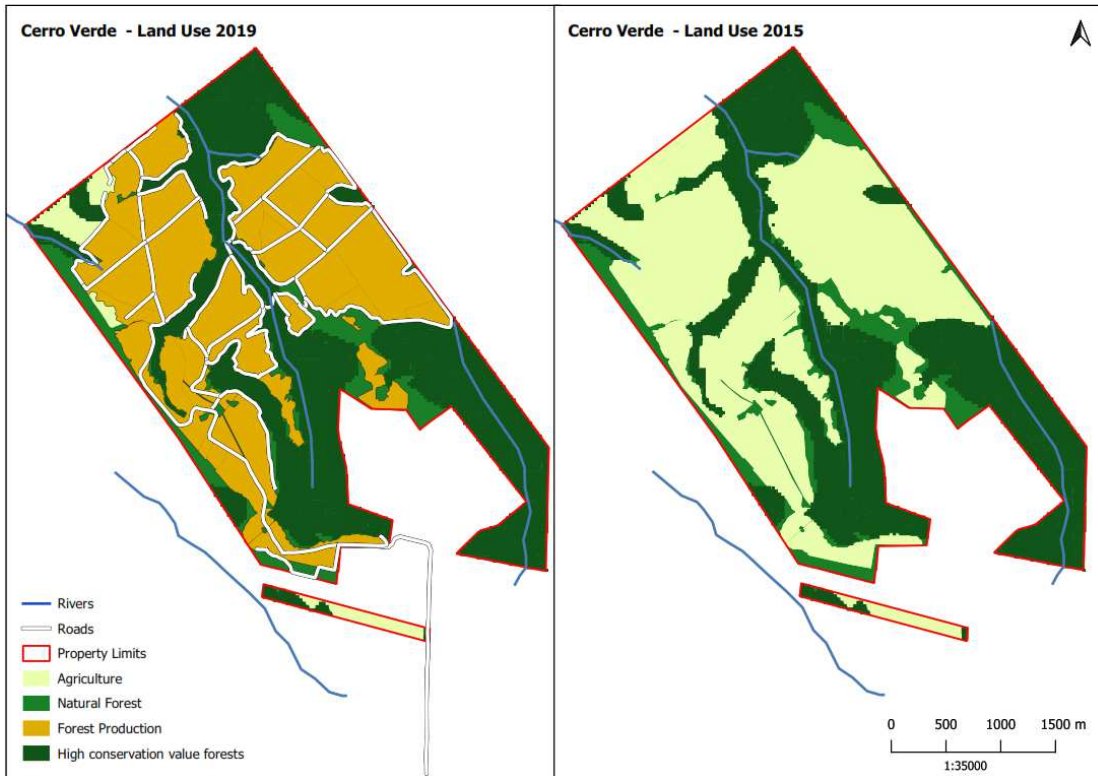 Cerro Verde - Land Use 2019
Rivers
Roads
Property Limits
Agriculture
Natural Forest
Forest Production
High conservation value forests
Cerro Verde - Land Use 2015
0 500 1000 1500 m
1:35000